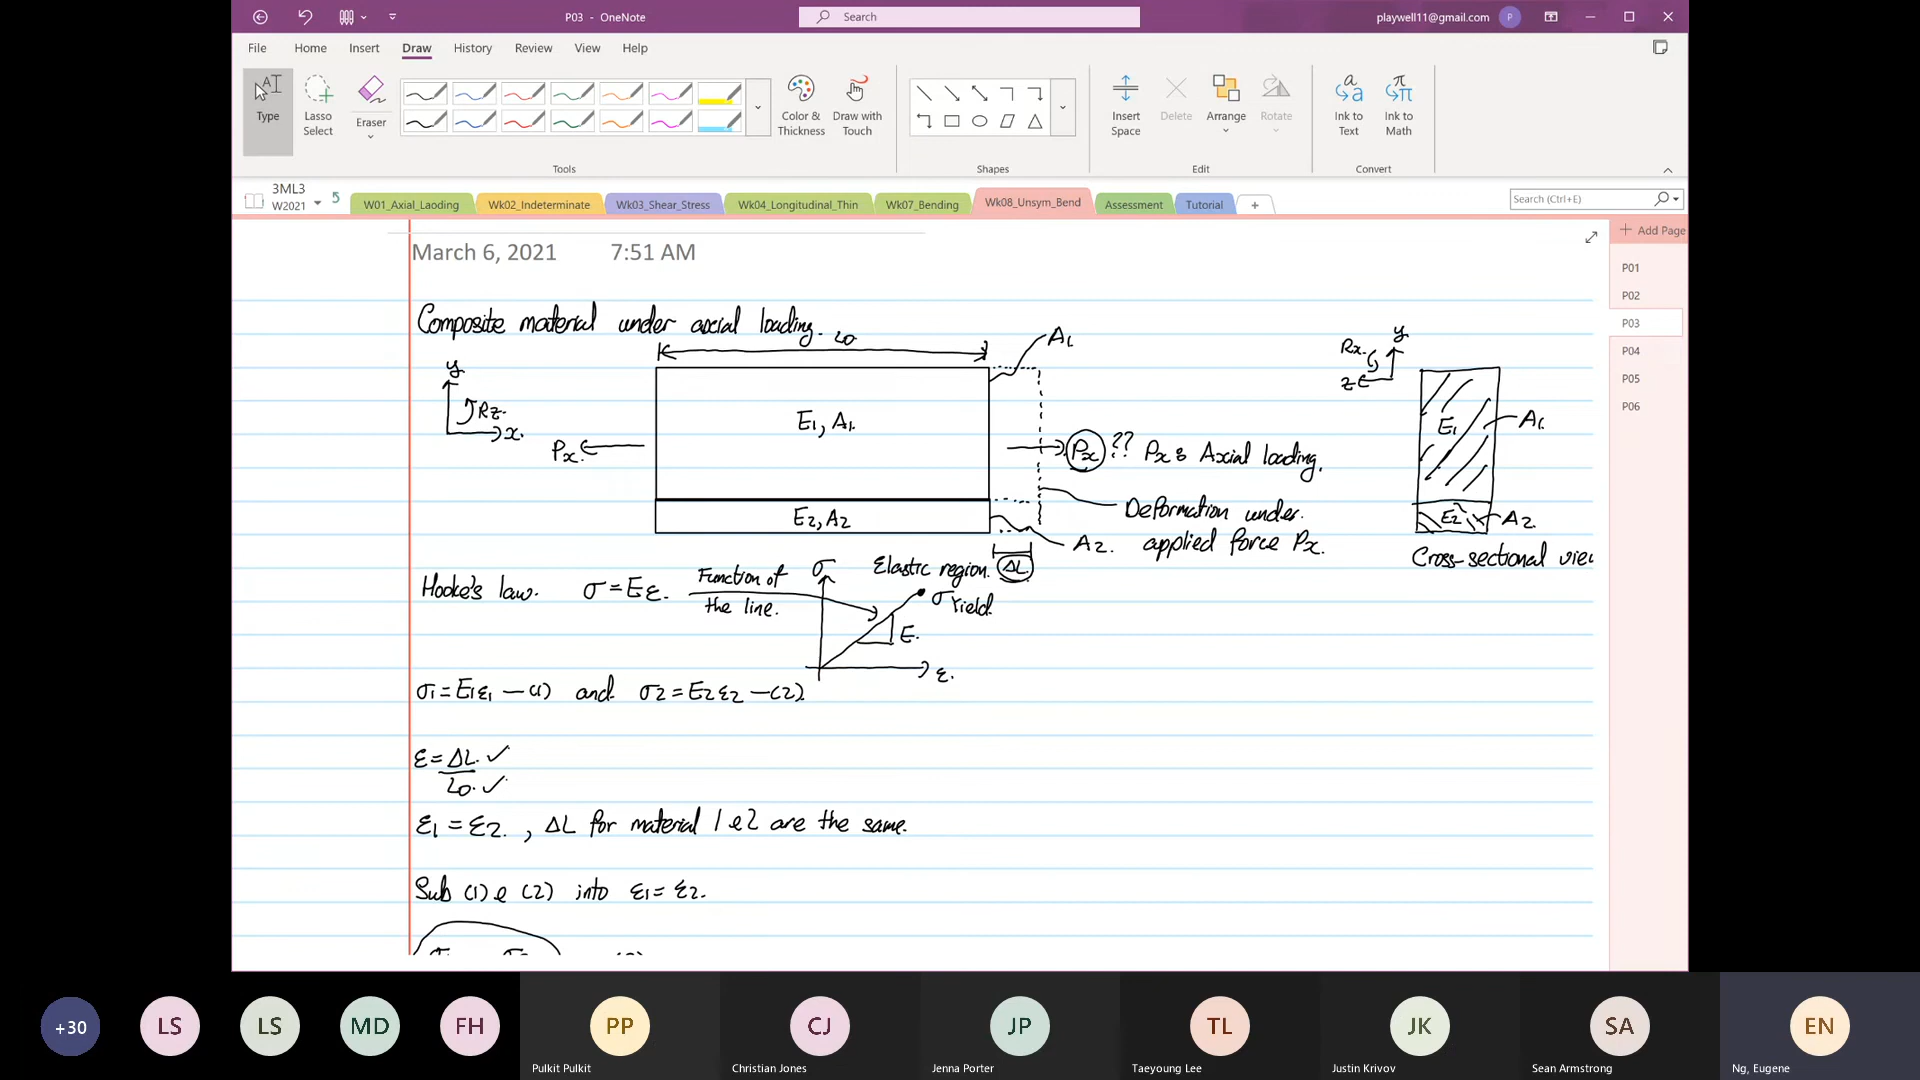 P03 - OneNote
Search
playwell11@gmail.com
P
File Home Insert Draw History Review View Help
Type
Lasso Select
Eraser
Color & Thickness
Draw with Touch
Insert Space
Delete
Arrange
Rotate
Ink to Text
Ink to Math
Tools
Shapes
Edit
Convert
3ML3 W2021
W01_Axial_Laoding
Wk02_Indeterminate
Wk03_Shear_Stress
Wk04_Longitudinal_Thin
Wk07_Bending
Wk08_Unsym_Bend
Assessment
Tutorial
+
Search (Ctrl+E)
Add Page
P01
P02
P03
P04
P05
P06
March 6, 2021 7:51 AM
Composite material under axial loading.
L0
A1
y
Rz.
x.
Px
E1, A1.
Px ?? Px : Axial loading.
E2, A2
Deformation under
applied force Px.
A2.
ΔL
Rx.
y
z
E1
A1.
E2
A2.
Cross-sectional view
Hooke's law. σ = Eε.
Function of
the line.
σ
Elastic region.
σ Yield.
E.
ε.
σ1 = E1ε1 — (1) and σ2 = E2ε2 — (2)
ε = ΔL. ✓
L0. ✓
ε1 = ε2. , ΔL for material 1 & 2 are the same.
Sub (1) & (2) into ε1 = ε2.
+30
LS
LS
MD
FH
PP
Pulkit Pulkit
CJ
Christian Jones
JP
Jenna Porter
TL
Taeyoung Lee
JK
Justin Krivov
SA
Sean Armstrong
EN
Ng, Eugene